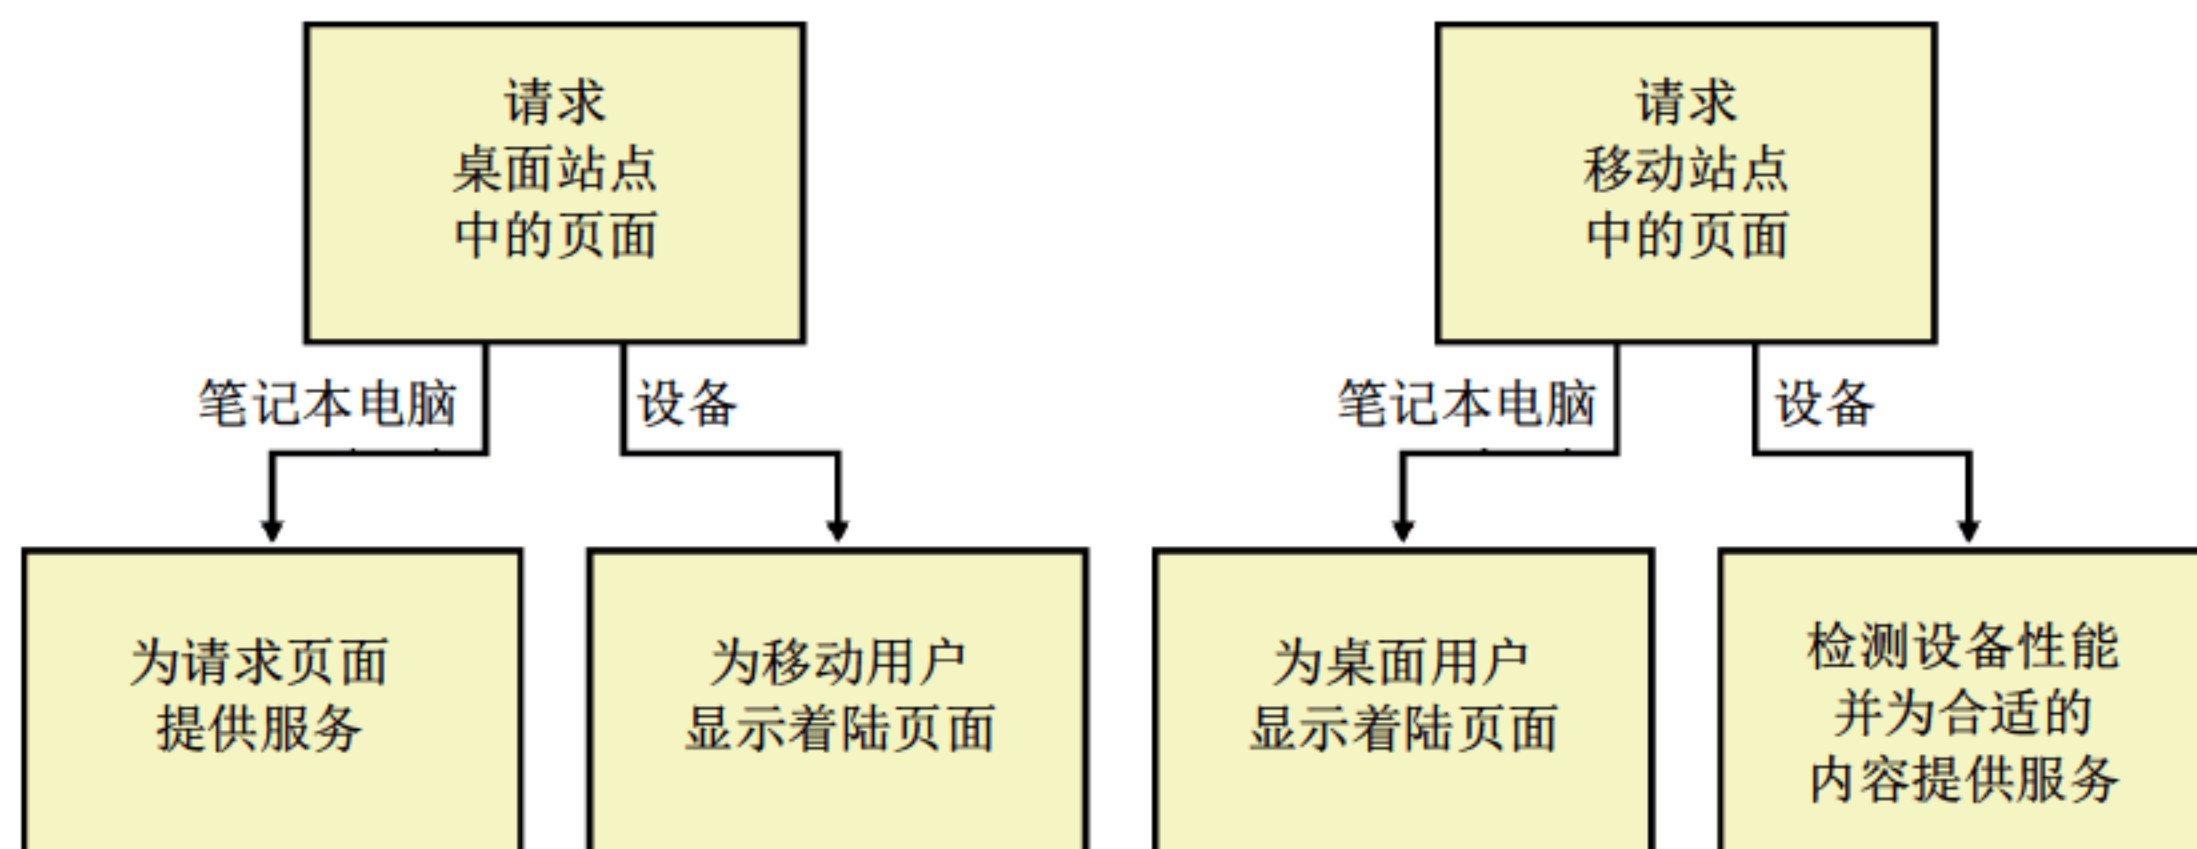 请求
桌面站点
中的页面
请求
移动站点
中的页面
笔记本电脑
设备
笔记本电脑
设备
为请求页面
提供服务
为移动用户
显示着陆页面
为桌面用户
显示着陆页面
检测设备性能
并为合适的
内容提供服务